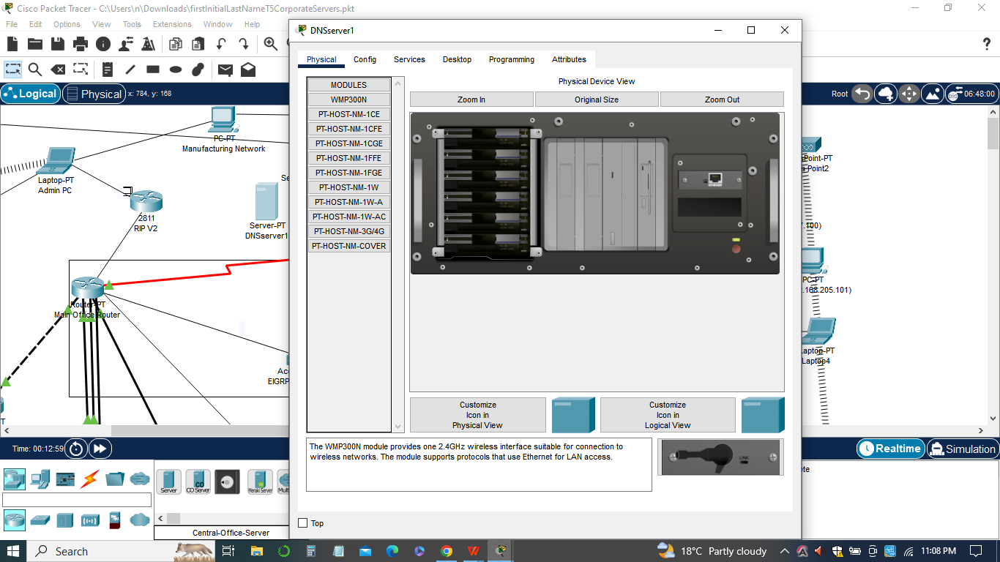 Cisco Packet Tracer - C:\Users\n\Downloads\firstInitialLastNameT5CorporateServers.pkt
File Edit Options View Tools Extensions Window Help
?
Logical Physical x: 784, y: 168
Root 06:48:00
PC-PT
Manufacturing Network
Laptop-PT
Admin PC
2811
RIP V2
Se
Server-PT
DNSserver1
Router-PT
Main Office Router
Acc
EIGRP
T
DNSserver1
Physical Config Services Desktop Programming Attributes
MODULES
WMP300N
PT-HOST-NM-1CE
PT-HOST-NM-1CFE
PT-HOST-NM-1CGE
PT-HOST-NM-1FFE
PT-HOST-NM-1FGE
PT-HOST-NM-1W
PT-HOST-NM-1W-A
PT-HOST-NM-1W-AC
PT-HOST-NM-3G/4G
PT-HOST-NM-COVER
Physical Device View
Zoom In Original Size Zoom Out
Customize
Icon in
Physical View
Customize
Icon in
Logical View
The WMP300N module provides one 2.4GHz wireless interface suitable for connection to
wireless networks. The module supports protocols that use Ethernet for LAN access.
LINK
Top
Point-PT
s Point2
.100)
PC-PT
.168.205.101)
Laptop-PT
Laptop4
Time: 00:12:59
Realtime Simulation
ete
Server
CO
CO Server
M
Meraki Server
Central-Office-Server
Search
18°C Partly cloudy
11:08 PM